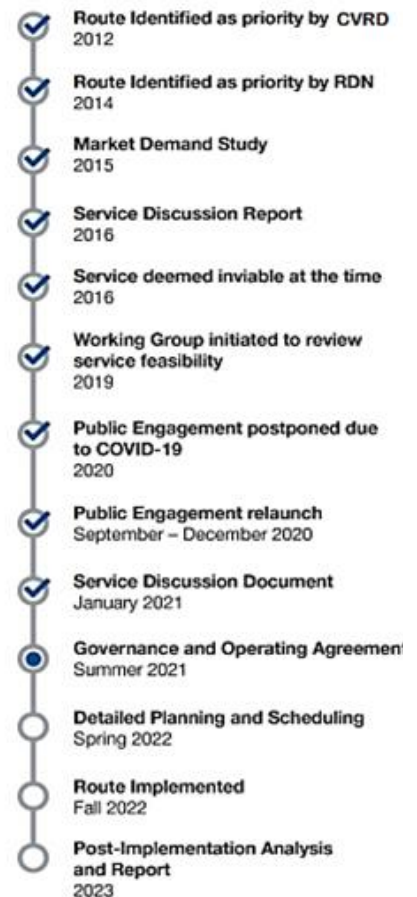 Route Identified as priority by CVRD
2012
Route Identified as priority by RDN
2014
Market Demand Study
2015
Service Discussion Report
2016
Service deemed inviable at the time
2016
Working Group initiated to review
service feasibility
2019
Public Engagement postponed due
to COVID-19
2020
Public Engagement relaunch
September – December 2020
Service Discussion Document
January 2021
Governance and Operating Agreement
Summer 2021
Detailed Planning and Scheduling
Spring 2022
Route Implemented
Fall 2022
Post-Implementation Analysis
and Report
2023